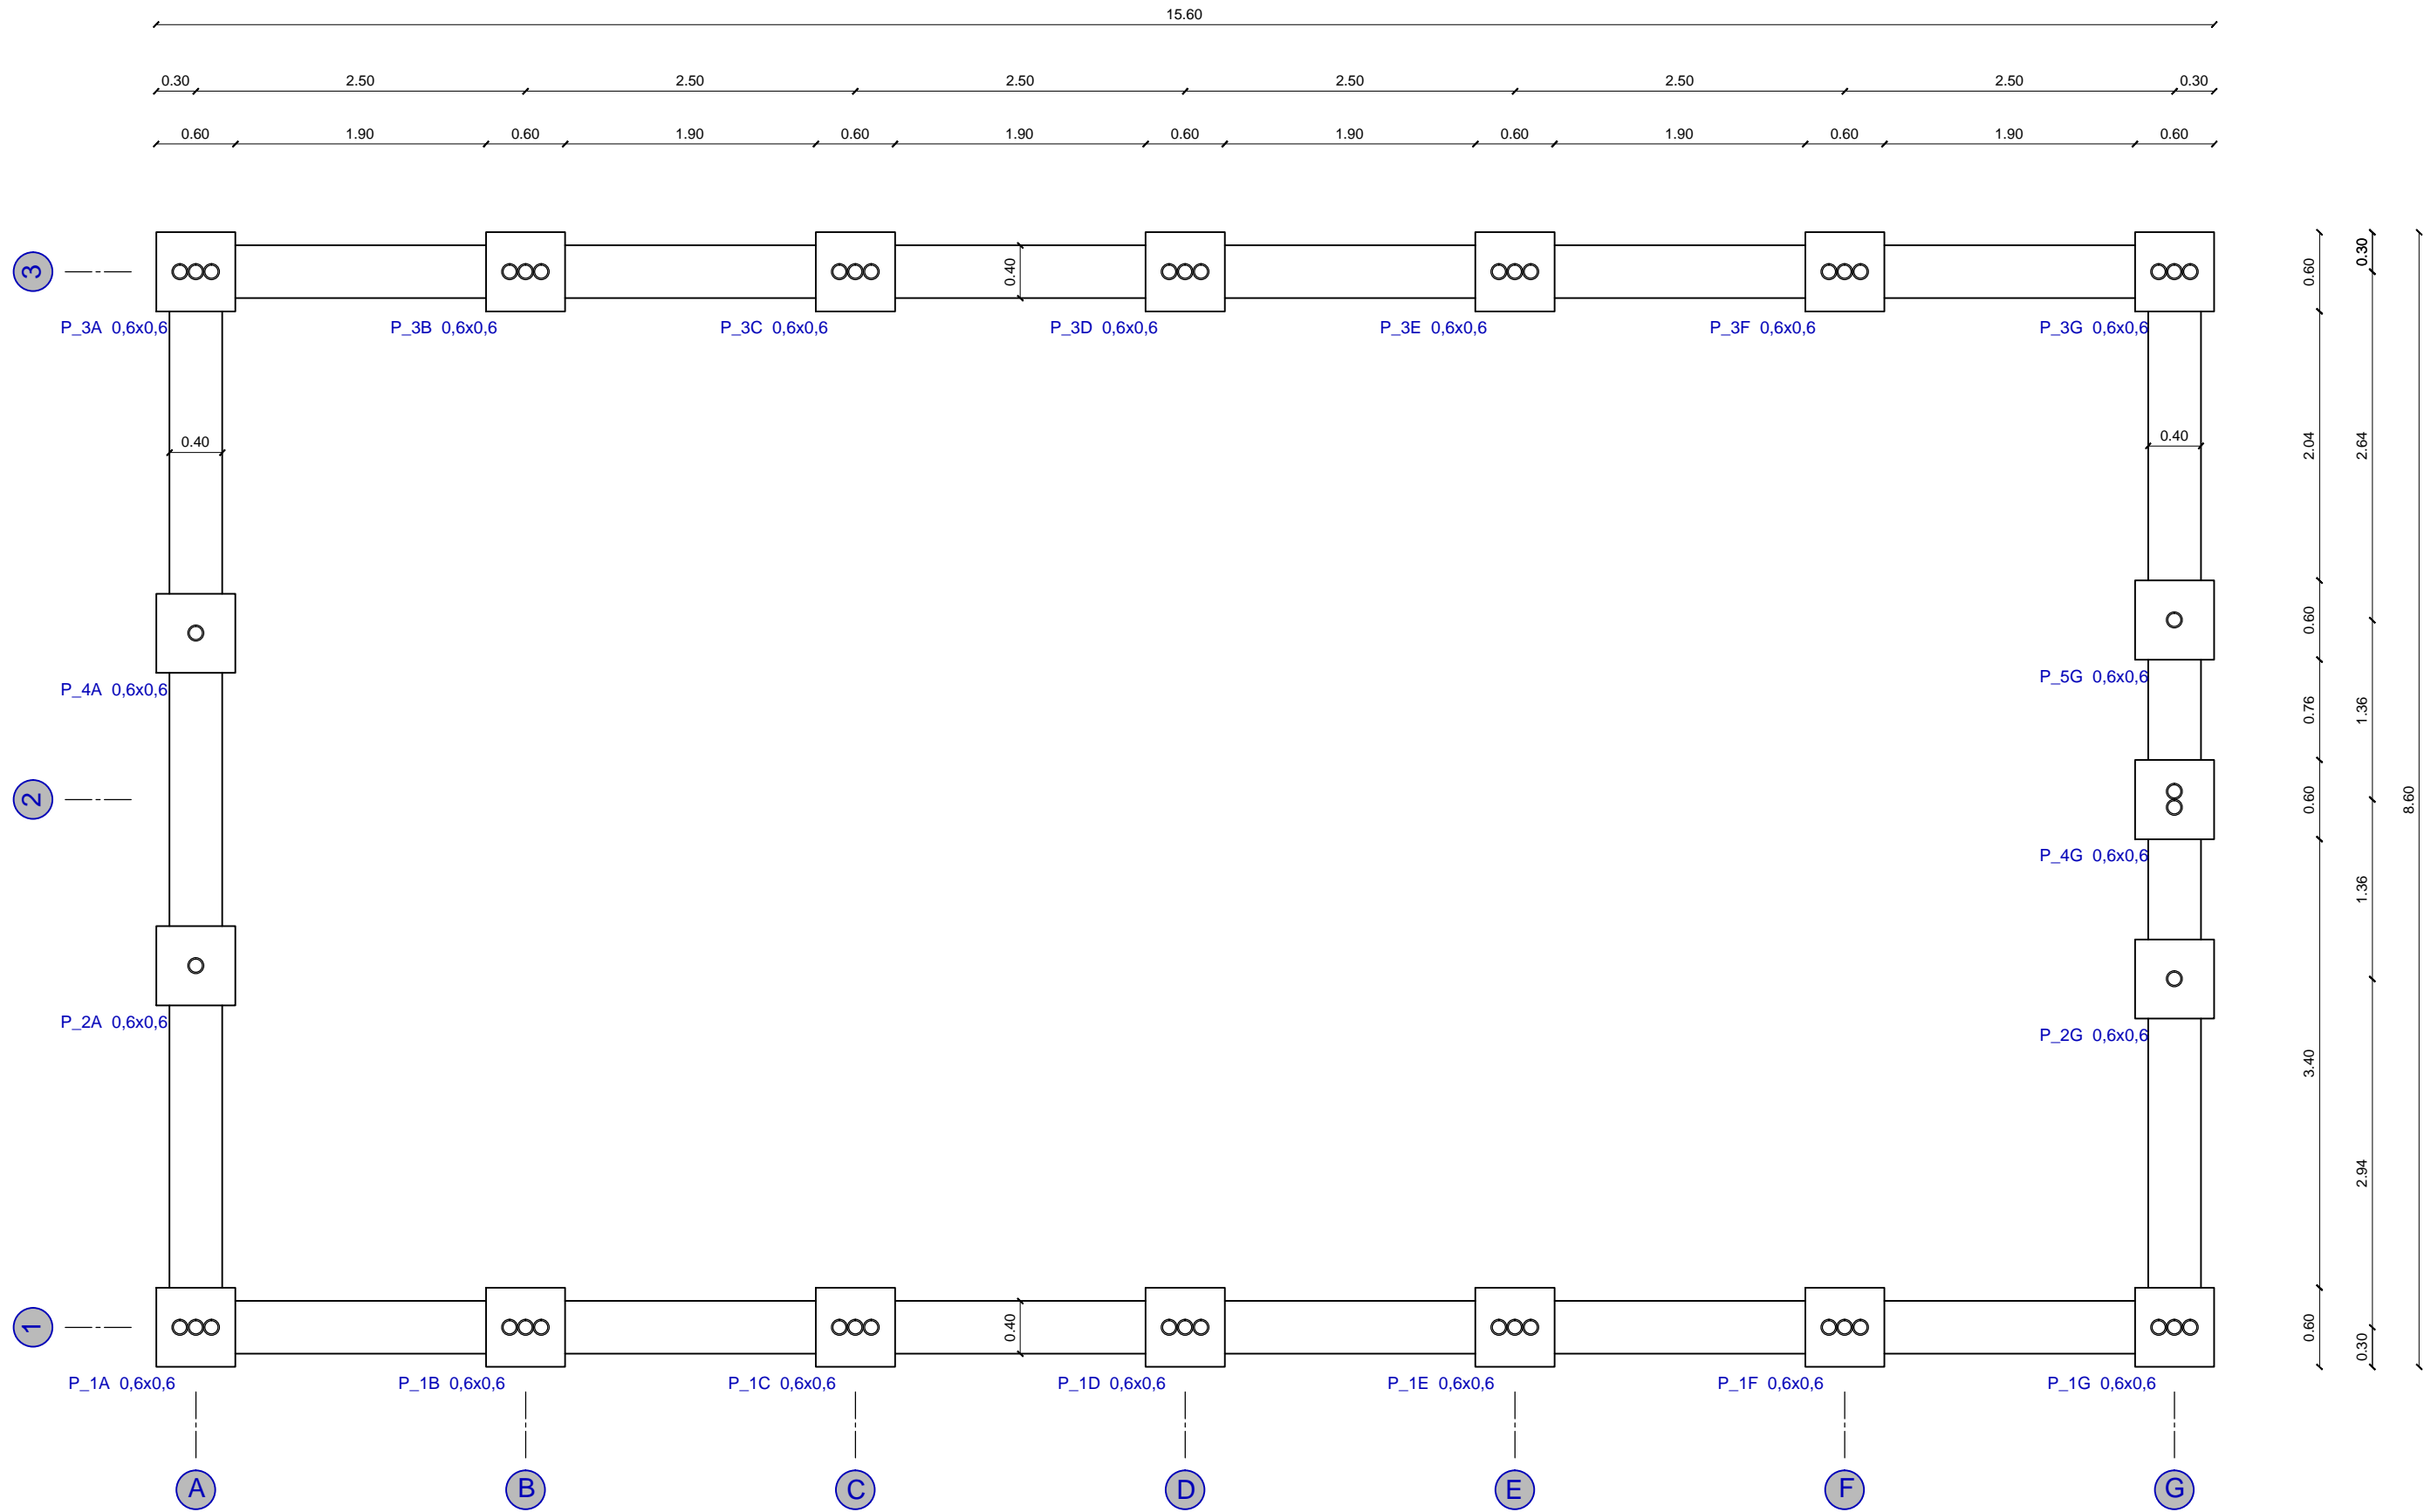 15.60
0.30 2.50 2.50 2.50 2.50 2.50 2.50 0.30
0.60 1.90 0.60 1.90 0.60 1.90 0.60 1.90 0.60 1.90 0.60 1.90 0.60
3
0.40
0.60
0.30
P_3A 0,6x0,6
P_3B 0,6x0,6
P_3C 0,6x0,6
P_3D 0,6x0,6
P_3E 0,6x0,6
P_3F 0,6x0,6
P_3G 0,6x0,6
0.40
0.40
2.04
2.64
0.60
P_4A 0,6x0,6
P_5G 0,6x0,6
0.76
1.36
2
0.60
8.60
P_4G 0,6x0,6
1.36
P_2A 0,6x0,6
P_2G 0,6x0,6
3.40
2.94
1
0.40
0.60
0.30
P_1A 0,6x0,6
P_1B 0,6x0,6
P_1C 0,6x0,6
P_1D 0,6x0,6
P_1E 0,6x0,6
P_1F 0,6x0,6
P_1G 0,6x0,6
A B C D E F G